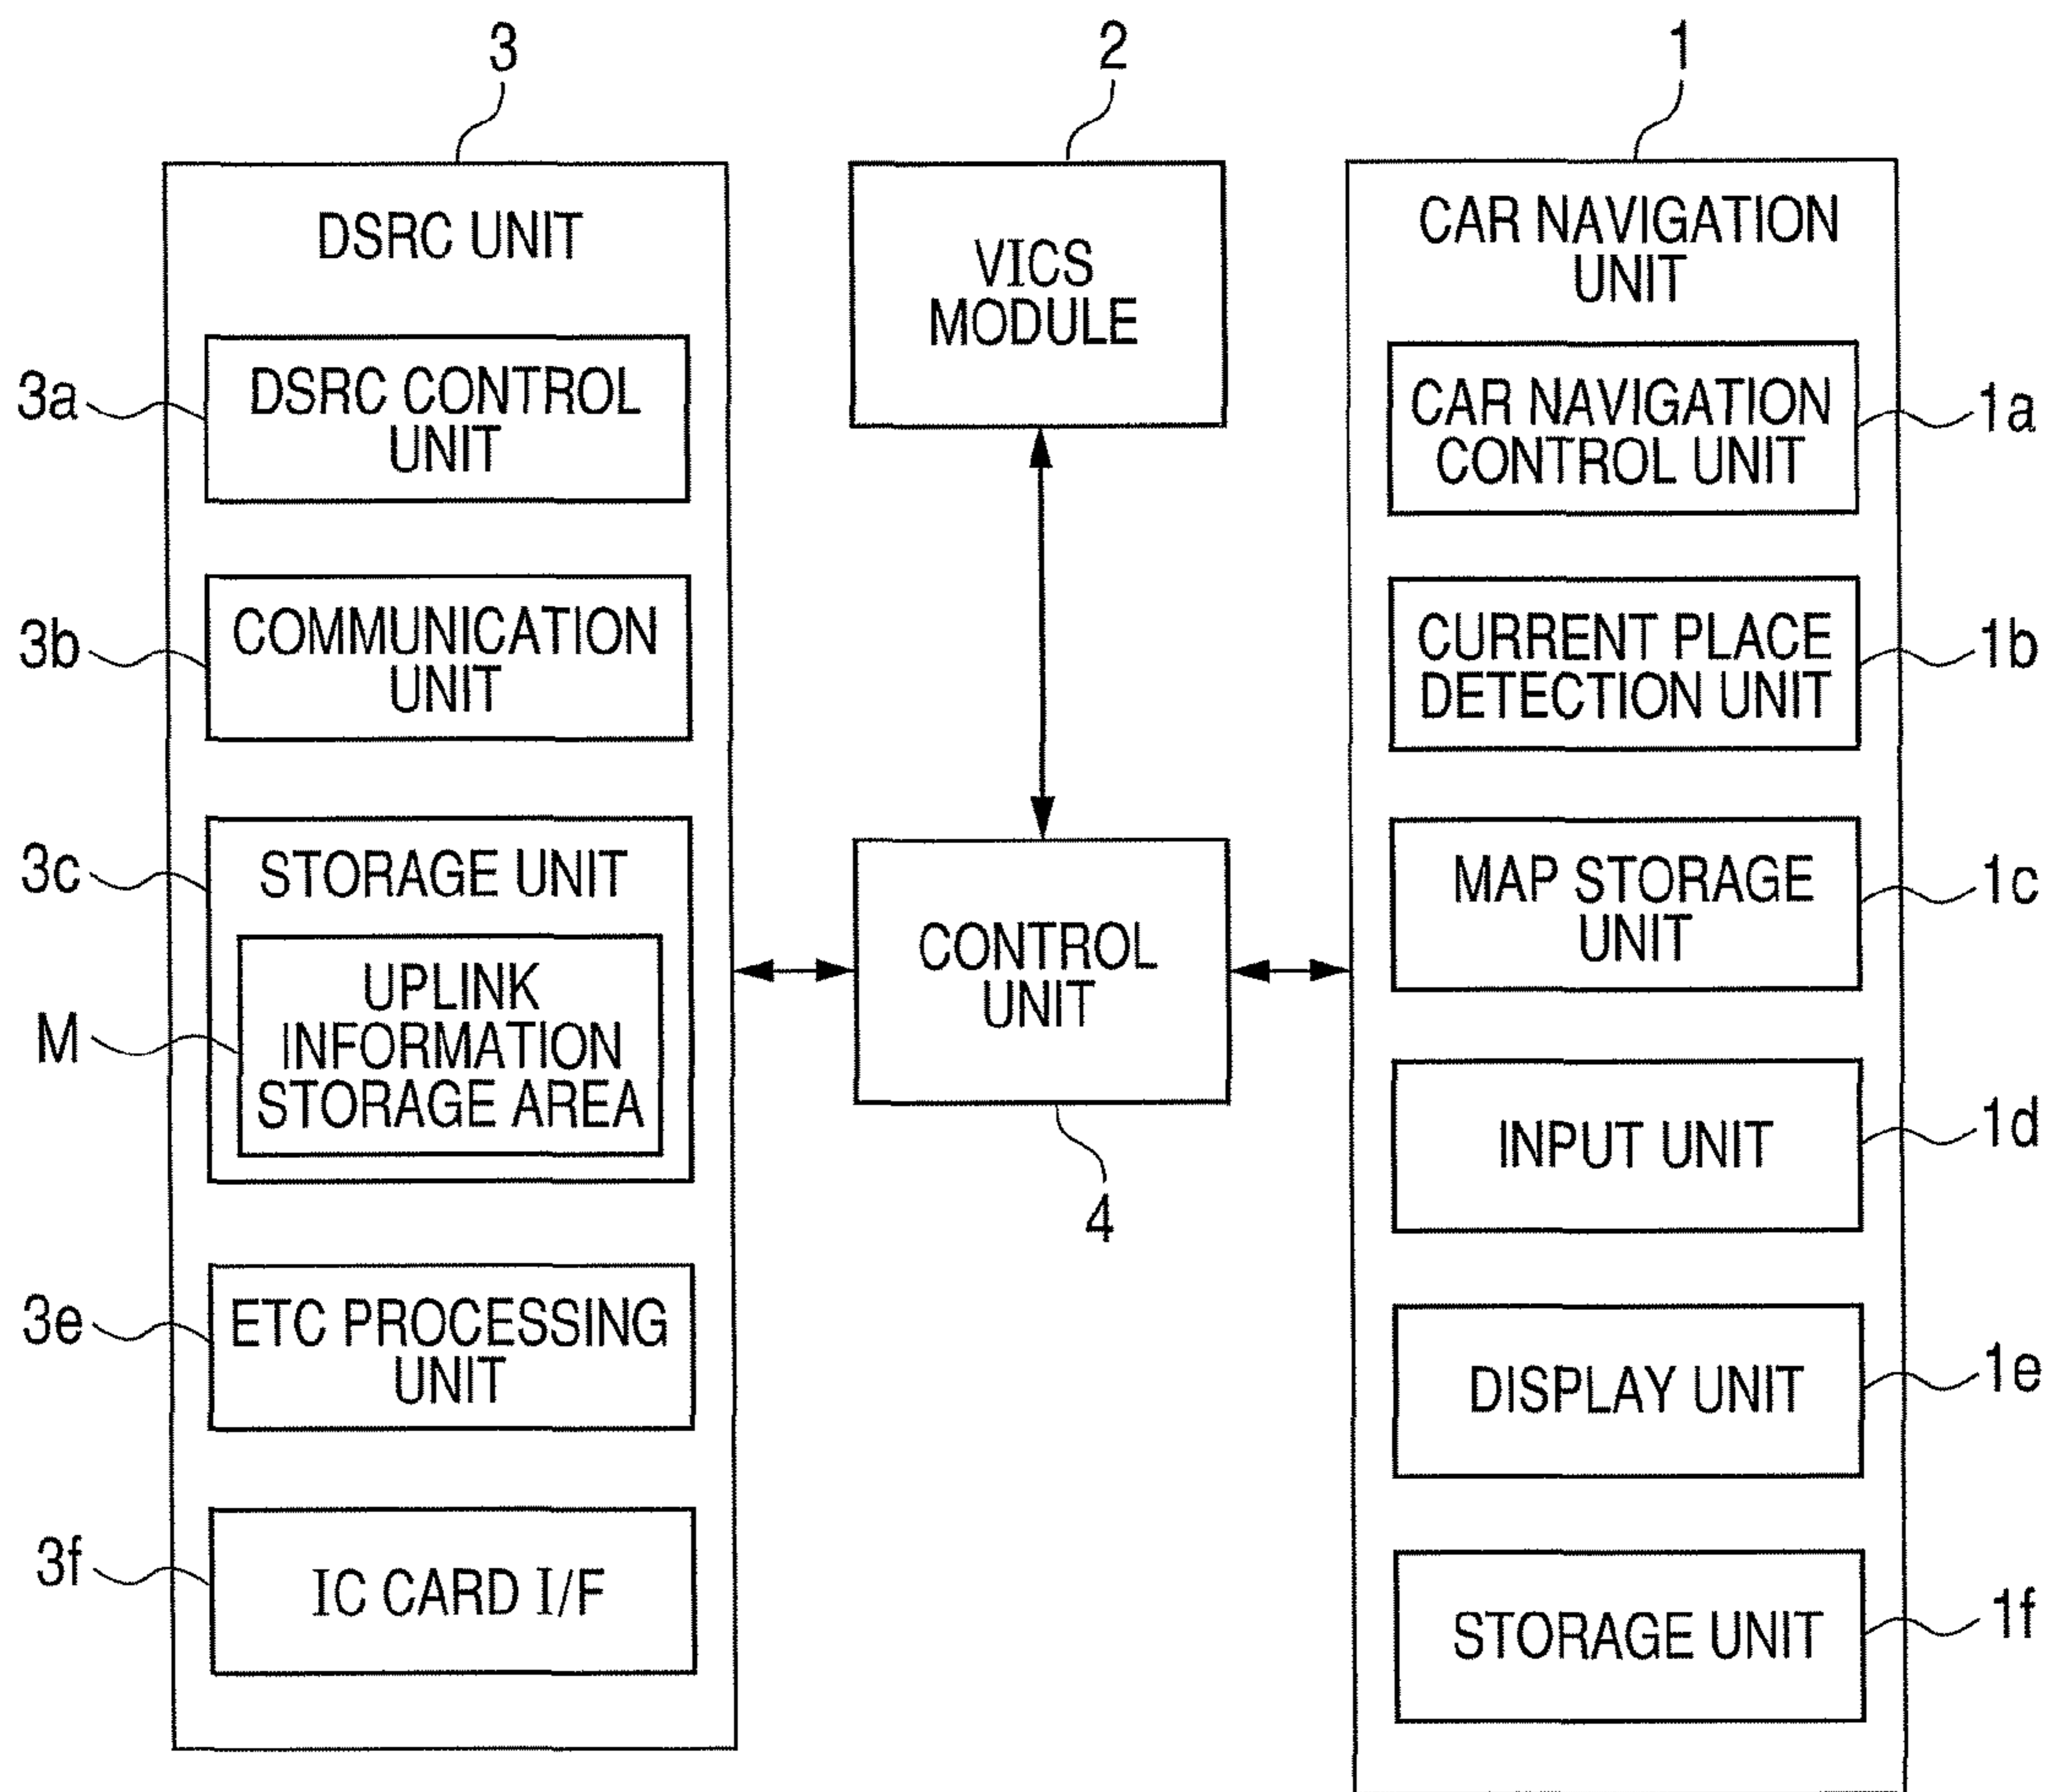 3
DSRC UNIT
3a
DSRC CONTROL
UNIT
3b
COMMUNICATION
UNIT
3c
STORAGE UNIT
M
UPLINK
INFORMATION
STORAGE AREA
3e
ETC PROCESSING
UNIT
3f
IC CARD I/F
2
VICS
MODULE
CONTROL
UNIT
4
1
CAR NAVIGATION
UNIT
CAR NAVIGATION
CONTROL UNIT
1a
CURRENT PLACE
DETECTION UNIT
1b
MAP STORAGE
UNIT
1c
INPUT UNIT
1d
DISPLAY UNIT
1e
STORAGE UNIT
1f